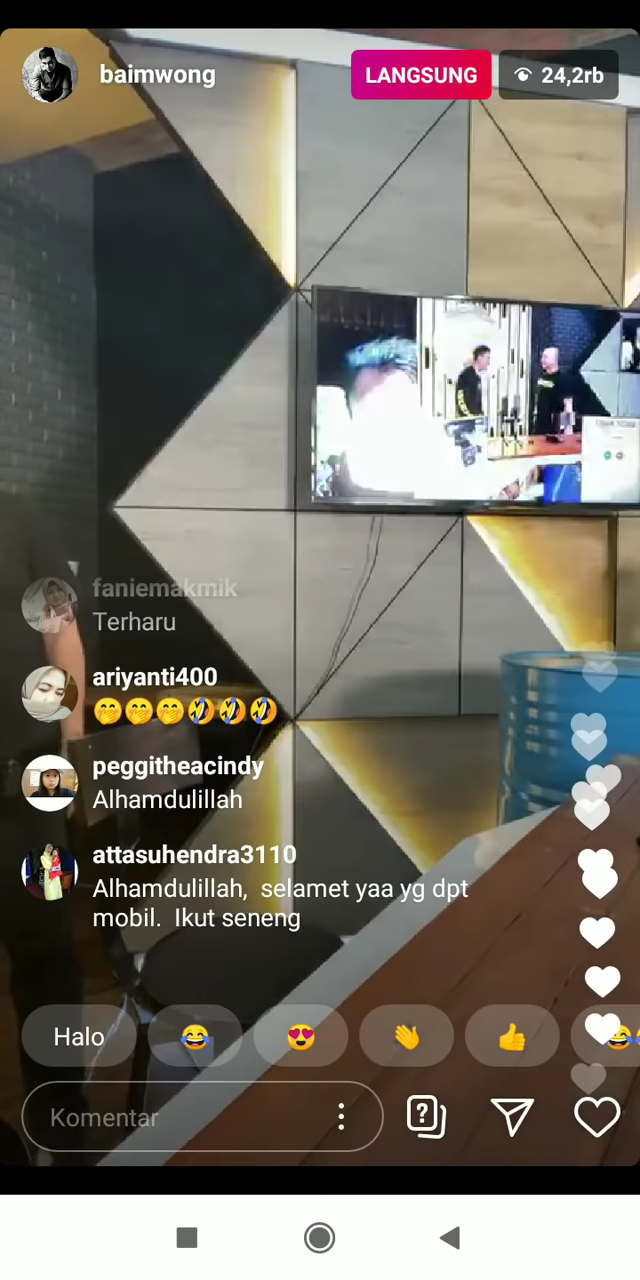 baimwong
LANGSUNG
24,2rb
faniemakmik
Terharu
ariyanti400
🤭🤭🤭🤣🤣🤣
peggitheacindy
Alhamdulillah
attasuhendra3110
Alhamdulillah,  selamet yaa yg dpt
mobil.  Ikut seneng
Halo
😂
😍
👋
👍
Komentar